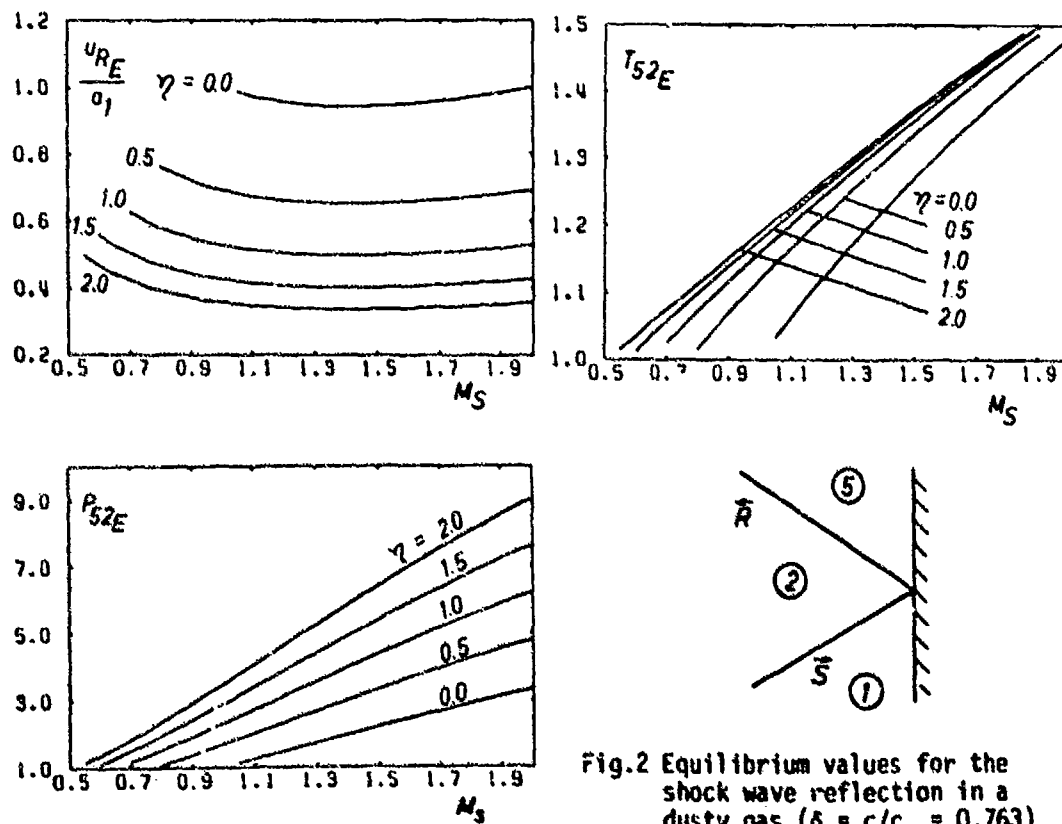 1.2
1.0
0.8
0.6
0.4
0.2
u_{R_E}
a_1
η = 0.0
0.5
1.0
1.5
2.0
0.5 0.7 0.9 1.1 1.3 1.5 1.7 1.9
M_S
1.5
1.4
1.3
1.2
1.1
1.0
T_{52_E}
η=0.0
0.5
1.0
1.5
2.0
0.5 0.7 0.9 1.1 1.3 1.5 1.7 1.9
M_S
9.0
7.0
5.0
3.0
1.0
P_{52_E}
η = 2.0
1.5
1.0
0.5
0.0
0.5 0.7 0.9 1.1 1.3 1.5 1.7 1.9
M_s
R
S
⑤
②
①
Fig.2 Equilibrium values for the
shock wave reflection in a
dusty gas (δ = c/c = 0.763)